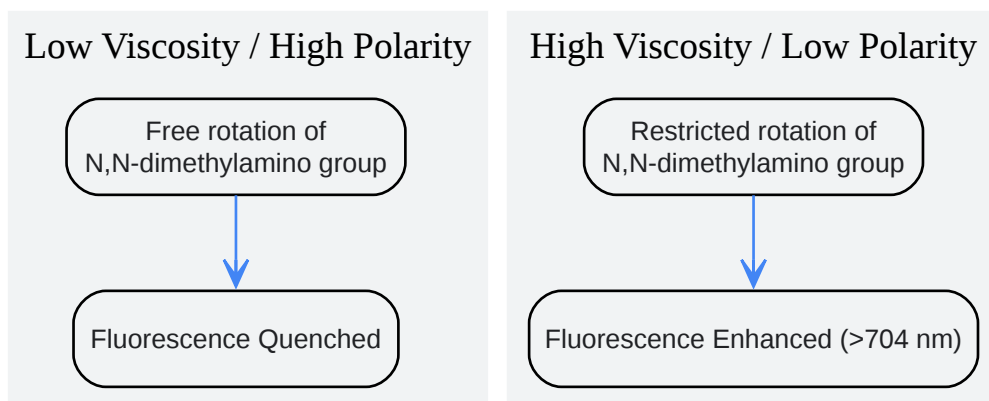 Low Viscosity / High Polarity
Free rotation of
N,N-dimethylamino group
Fluorescence Quenched
High Viscosity / Low Polarity
Restricted rotation of
N,N-dimethylamino group
Fluorescence Enhanced (>704 nm)